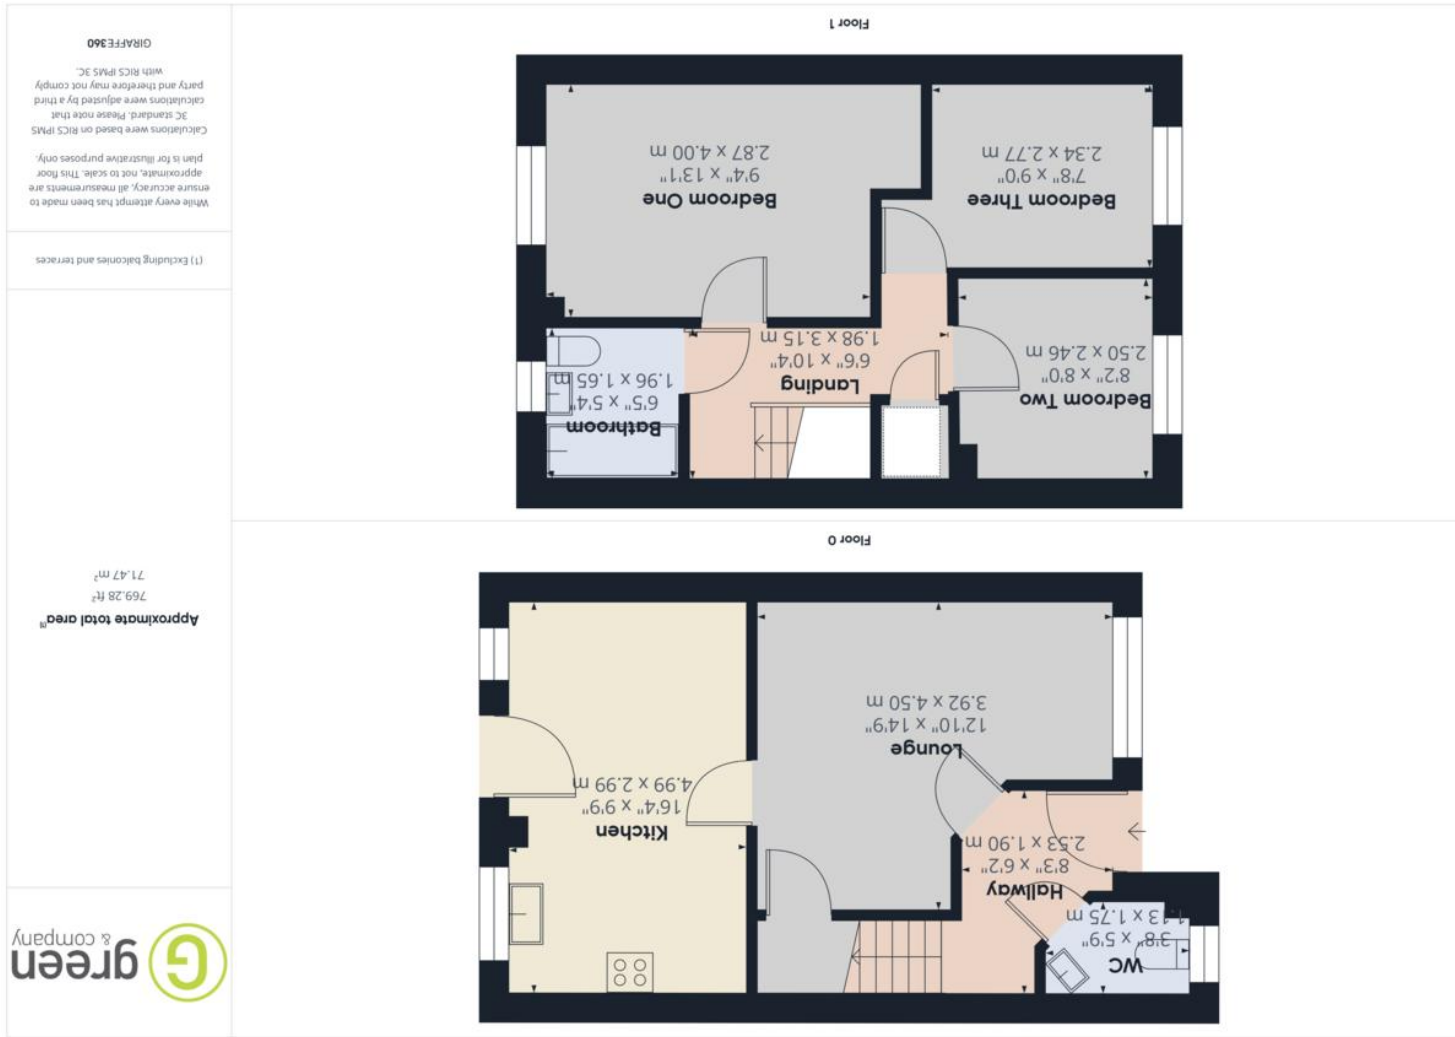 green
& company
Approximate total area⁽¹⁾
769.28 ft²
71.47 m²
(1) Excluding balconies and terraces
While every attempt has been made to
ensure accuracy, all measurements are
approximate, not to scale. This floor
plan is for illustrative purposes only.
Calculations were based on RICS IPMS
3C standard. Please note that
calculations were adjusted by a third
party and therefore may not comply
with RICS IPMS 3C.
GIRAFFE360
WC
3'8" x 5'9"
1.13 x 1.75 m
Hallway
8'3" x 6'2"
2.53 x 1.90 m
Lounge
12'10" x 14'9"
3.92 x 4.50 m
Kitchen
16'4" x 9'9"
4.99 x 2.99 m
Floor 0
Bedroom Two
8'2" x 8'0"
2.50 x 2.46 m
Landing
6'6" x 10'4"
1.98 x 3.15 m
Bathroom
6'5" x 5'4"
1.96 x 1.65 m
Bedroom Three
7'8" x 9'0"
2.34 x 2.77 m
Bedroom One
9'4" x 13'1"
2.87 x 4.00 m
Floor 1